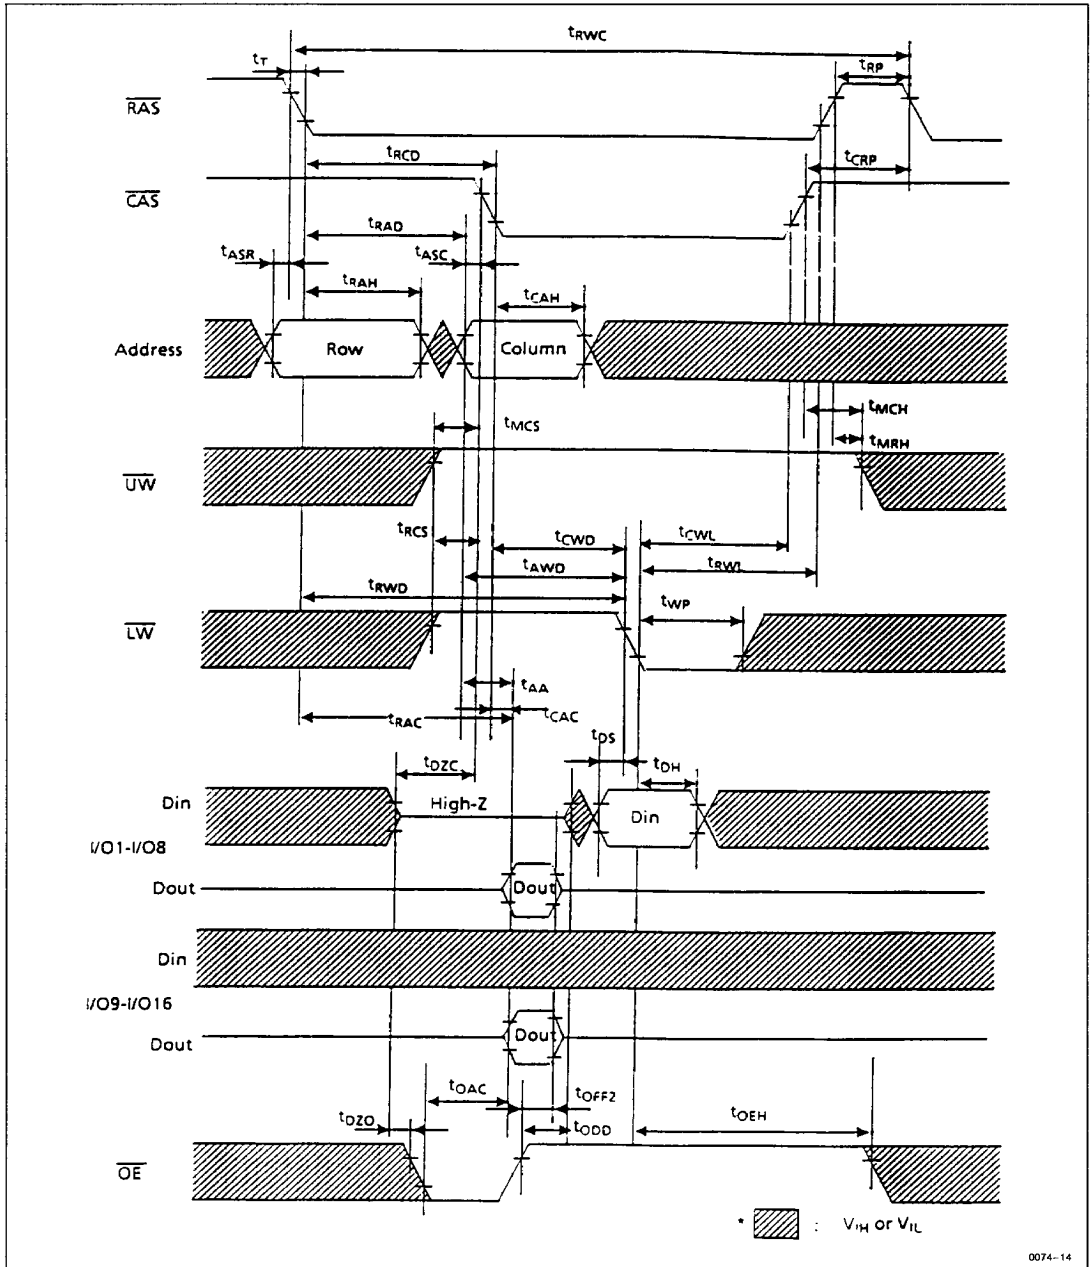 tRWC
tT
tRP
RAS
tRCD
tCRP
CAS
tRAD
tASR
tASC
tRAH
tCAH
Address
Row
Column
tMCH
tMCS
tMRH
UW
tRCS
tCWD
tCWL
tAWD
tRWL
tRWD
tWP
LW
tAA
tRAC
tCAC
tDS
tDZC
tDH
Din
High-Z
Din
I/O1-I/O8
Dout
Dout
Din
I/O9-I/O16
Dout
Dout
tOAC
tOFF2
tDZO
tODD
tOEH
OE
* : VIH or VIL
0074-14